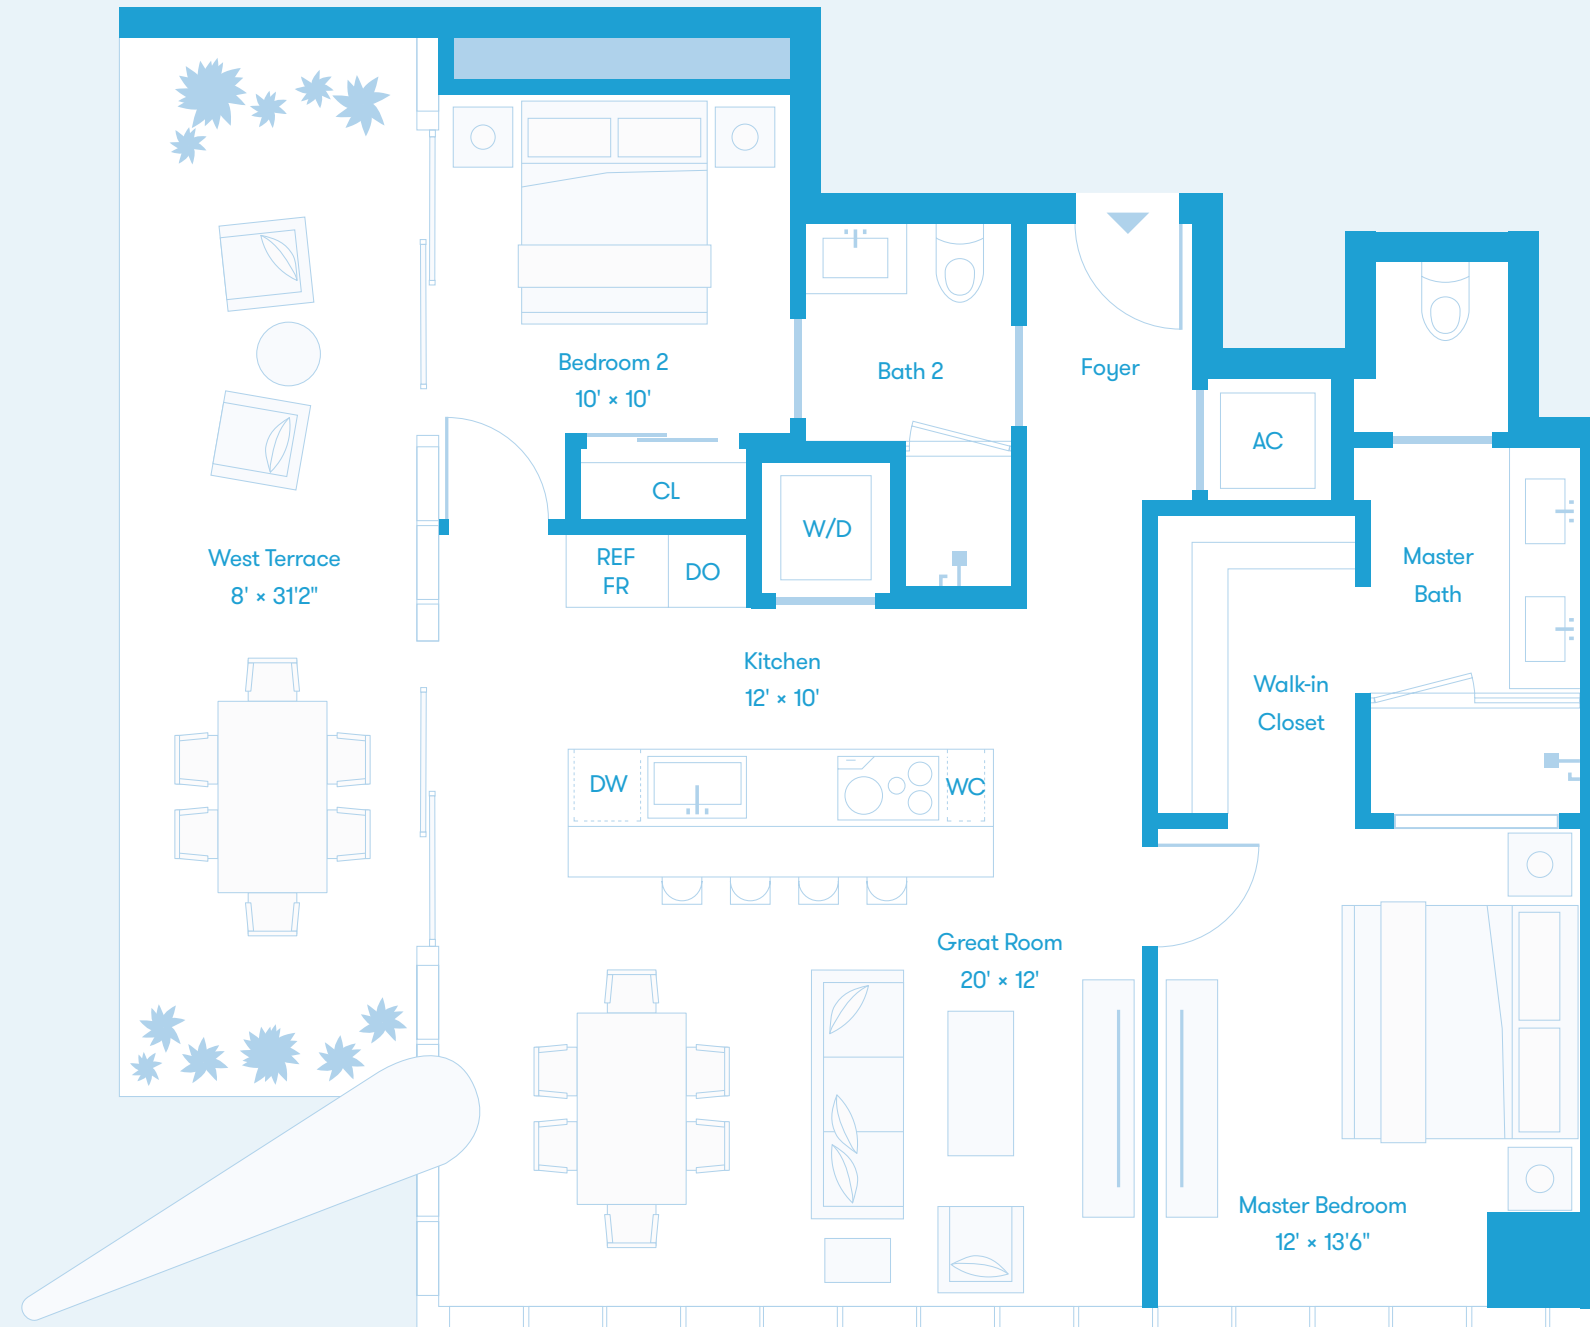 Bedroom 2
10' × 10'
Bath 2
Foyer
AC
CL
W/D
REF
FR
DO
West Terrace
8' × 31'2"
Master
Bath
Kitchen
12' × 10'
Walk-in
Closet
DW
WC
Great Room
20' × 12'
Master Bedroom
12' × 13'6"